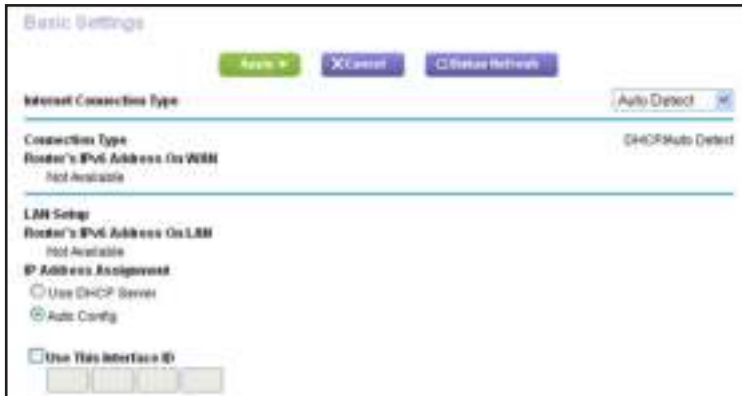 Basic Settings
Apply Cancel Status Refresh
Internet Connection Type Auto Detect
Connection Type DHCP/Auto Detect
Router's IPv6 Address On WAN
Not Available
LAN Setup
Router's IPv6 Address On LAN
Not Available
IP Address Assignment
Use DHCP Server
Auto Config
Use This Interface ID